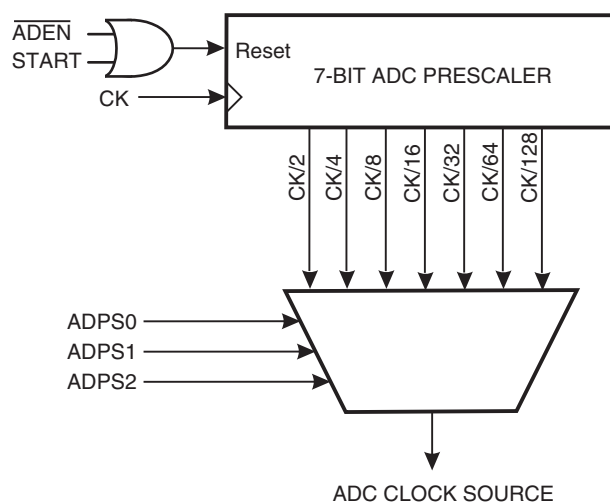 ADEN
START
Reset
7-BIT ADC PRESCALER
CK
CK/2
CK/4
CK/8
CK/16
CK/32
CK/64
CK/128
ADPS0
ADPS1
ADPS2
ADC CLOCK SOURCE